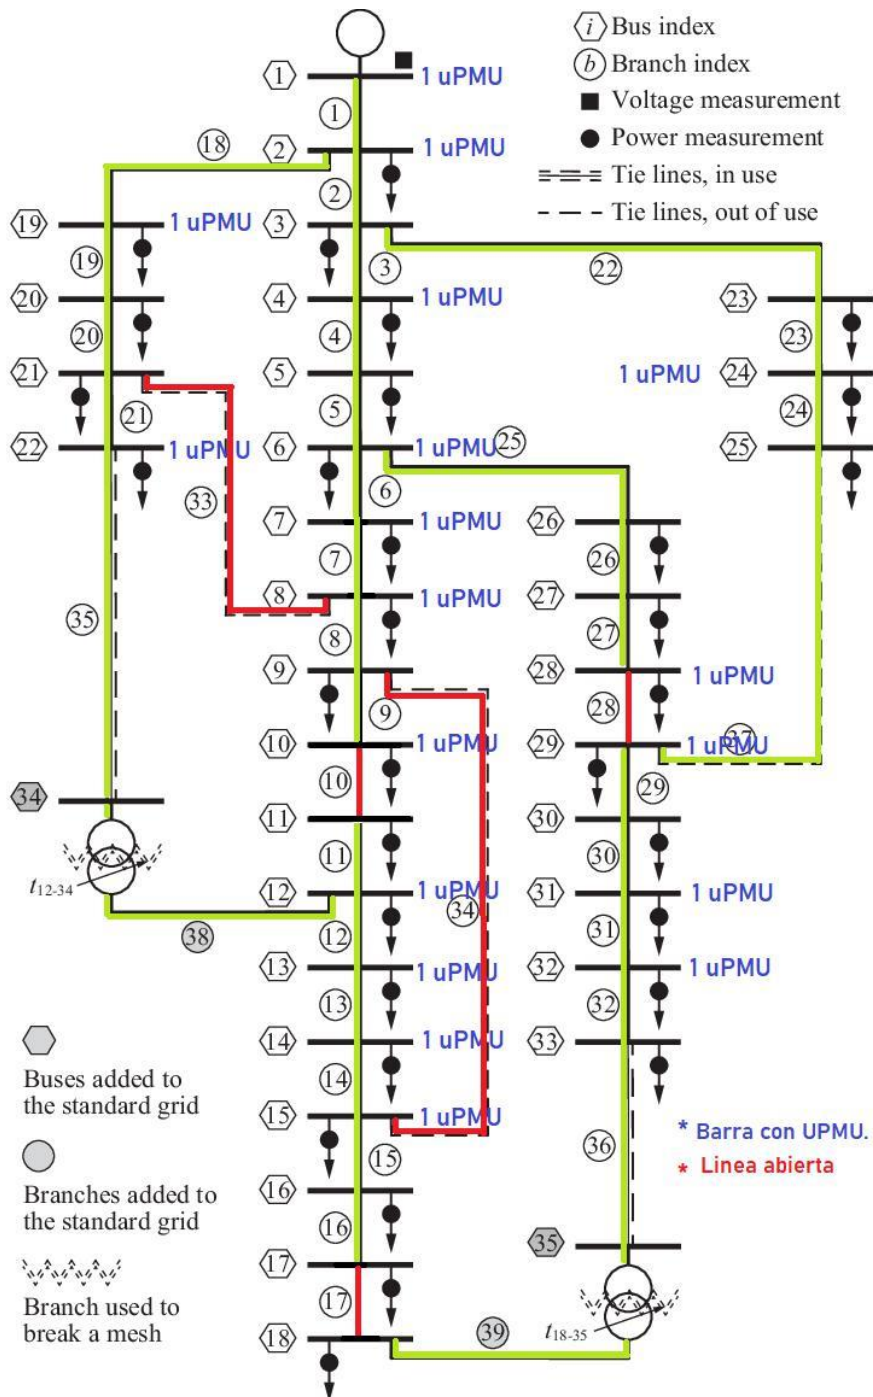 i Bus index
b Branch index
Voltage measurement
Power measurement
Tie lines, in use
Tie lines, out of use
1 1 uPMU
1
18 2 1 uPMU
2
19 1 uPMU 3
19 3 22
20 4 1 uPMU 23
20 4 23
21 5 1 uPMU 24
21 5 24
22 1 uPMU 6 1 uPMU 25 25
33 6
7 1 uPMU 26
7 26
8 1 uPMU 27
35 8 27
9 28 1 uPMU
9 28 37
10 1 uPMU 29 1 uPMU
10 29
34 11 30
11 30
t12-34 12 1 uPMU 31 1 uPMU
38 12 34 31
13 1 uPMU 32 1 uPMU
13 32
14 1 uPMU 33
14
15 1 uPMU
15 36
16
16 35
17
17
18 39 t18-35
Buses added to
the standard grid
Branches added to
the standard grid
Branch used to
break a mesh
* Barra con UPMU.
* Linea abierta